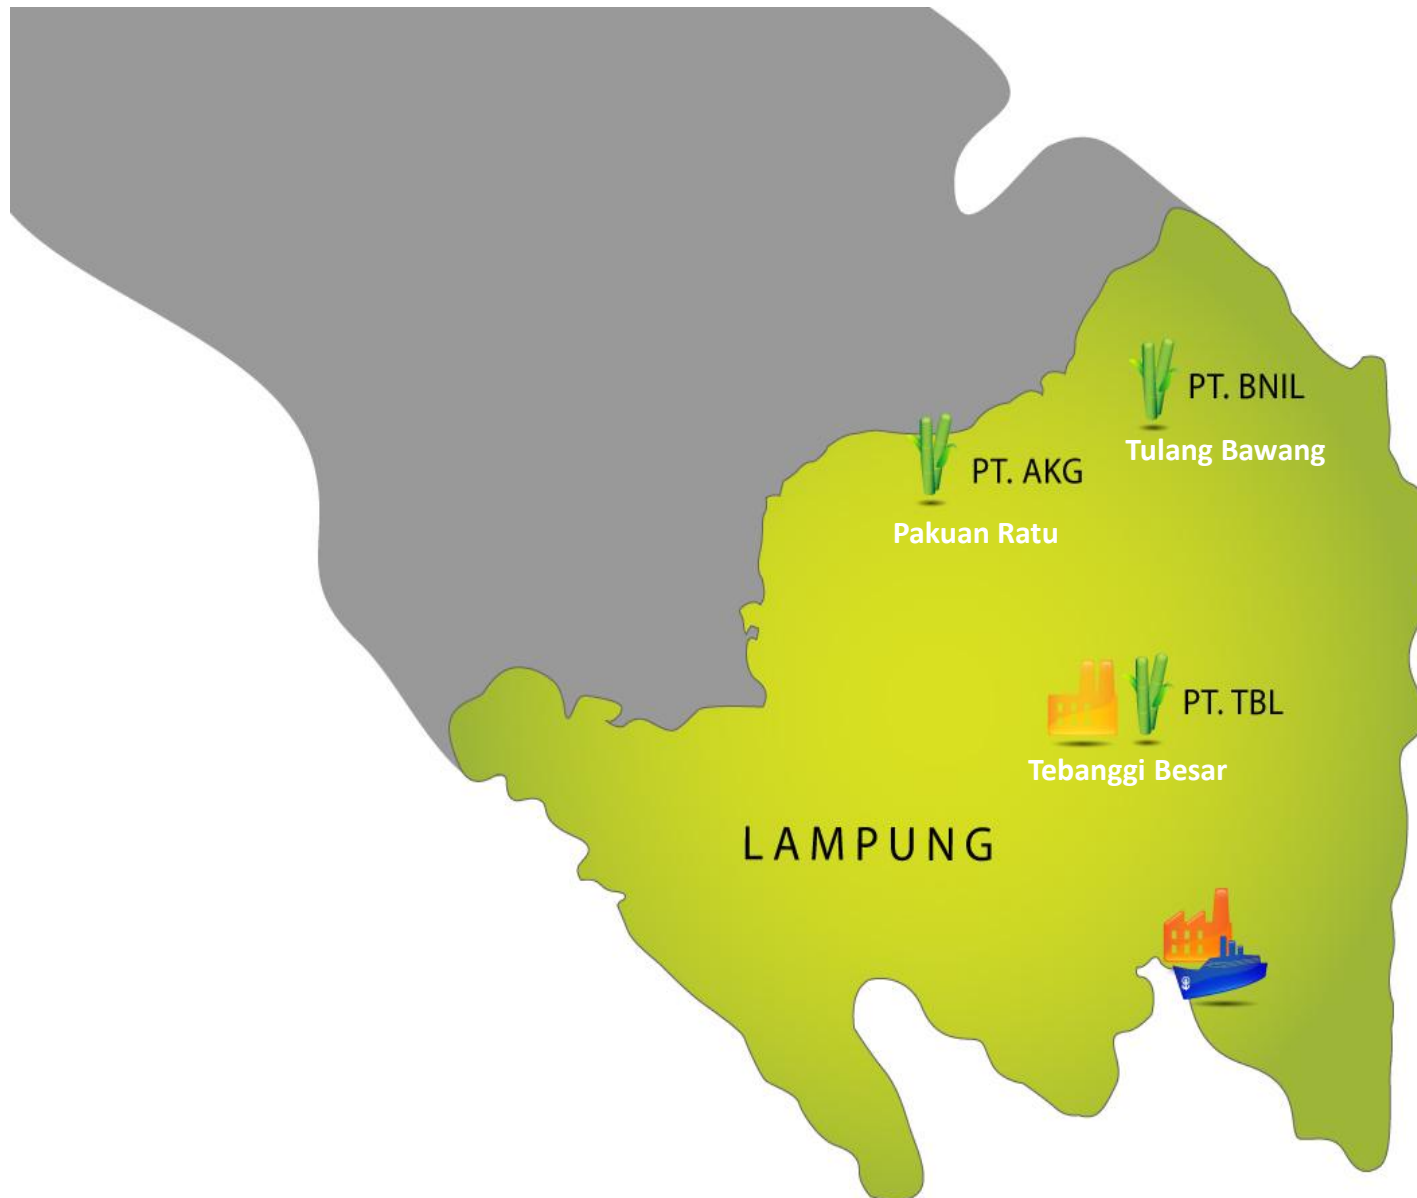 PT. BNIL
Tulang Bawang
PT. AKG
Pakuan Ratu
PT. TBL
Tebanggi Besar
LAMPUNG